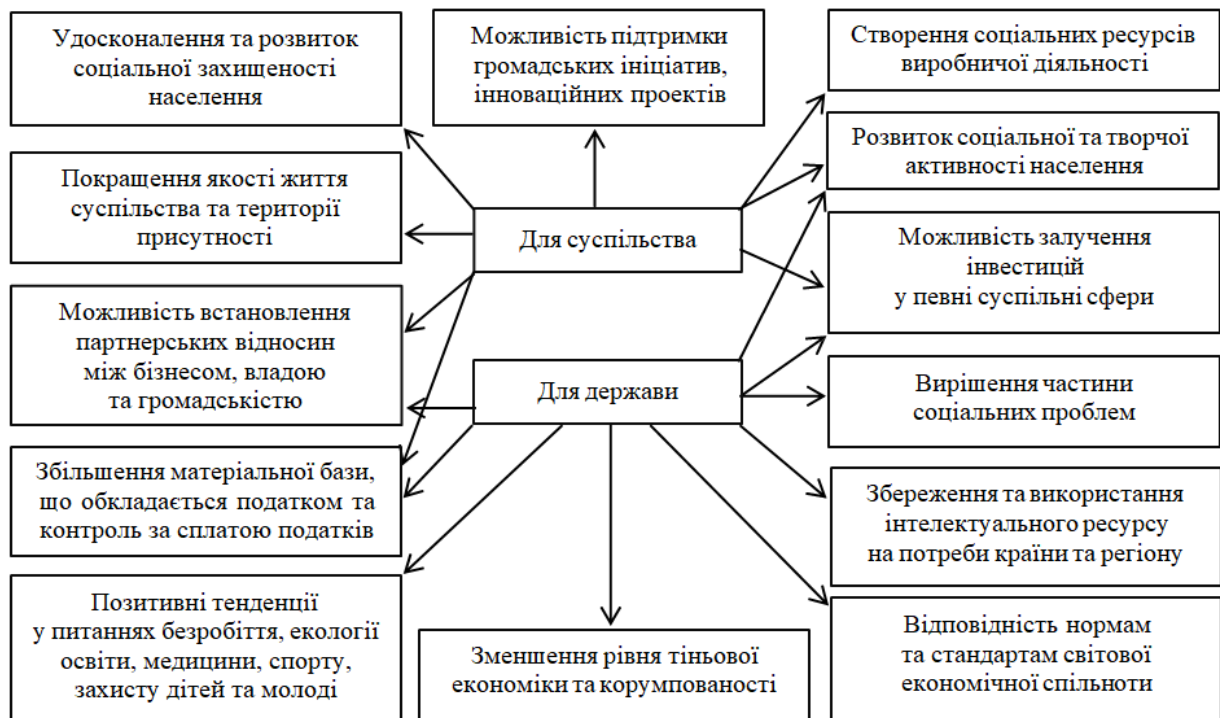 Удосконалення та розвиток
соціальної захищеності
населення
Можливість підтримки
громадських ініціатив,
інноваційних проектів
Створення соціальних ресурсів
виробничої діяльності
Розвиток соціальної та творчої
активності населення
Покращення якості життя
суспільства та території
присутності
Для суспільства
Можливість залучення
інвестицій
у певні суспільні сфери
Можливість встановлення
партнерських відносин
між бізнесом, владою
та громадськістю
Для держави
Вирішення частини
соціальних проблем
Збільшення матеріальної бази,
що обкладається податком та
контроль за сплатою податків
Збереження та використання
інтелектуального ресурсу
на потреби країни та регіону
Позитивні тенденції
у питаннях безробіття, екології
освіти, медицини, спорту,
захисту дітей та молоді
Зменшення рівня тіньової
економіки та корумпованості
Відповідність нормам
та стандартам світової
економічної спільноти